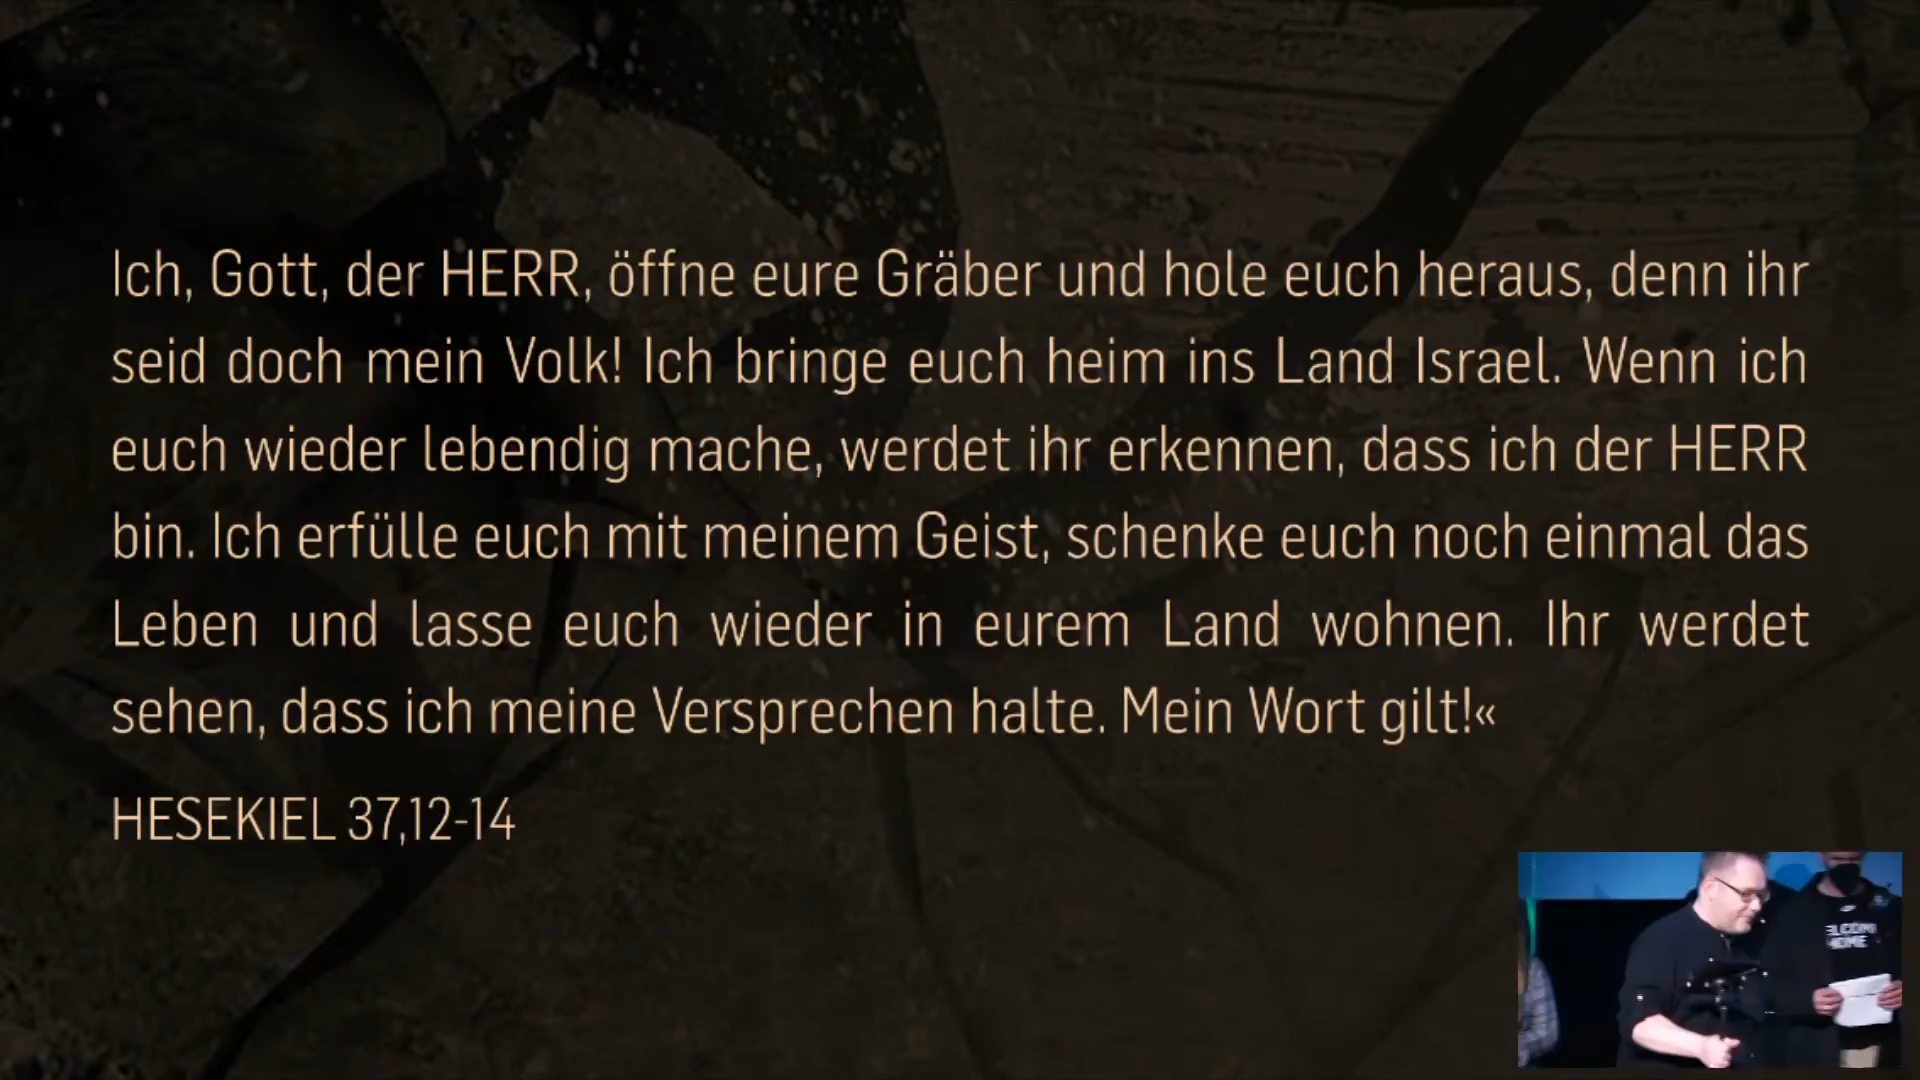 Ich, Gott, der HERR, öffne eure Gräber und hole euch heraus, denn ihr
seid doch mein Volk! Ich bringe euch heim ins Land Israel. Wenn ich
euch wieder lebendig mache, werdet ihr erkennen, dass ich der HERR
bin. Ich erfülle euch mit meinem Geist, schenke euch noch einmal das
Leben und lasse euch wieder in eurem Land wohnen. Ihr werdet
sehen, dass ich meine Versprechen halte. Mein Wort gilt!«
HESEKIEL 37,12-14